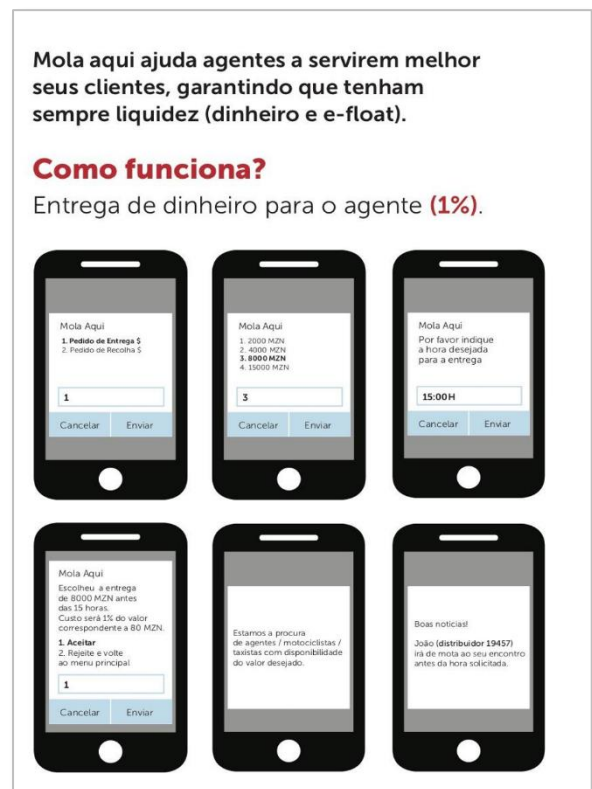 Mola aqui ajuda agentes a servirem melhor
seus clientes, garantindo que tenham
sempre liquidez (dinheiro e e-float).
Como funciona?
Entrega de dinheiro para o agente (1%).
Mola Aqui
1. Pedido de Entrega $
2. Pedido de Recolha $
1
Cancelar Enviar
Mola Aqui
1. 2000 MZN
2. 4000 MZN
3. 8000 MZN
4. 15000 MZN
3
Cancelar Enviar
Mola Aqui
Por favor indique
a hora desejada
para a entrega
15:00H
Cancelar Enviar
Mola Aqui
Escolheu a entrega
de 8000 MZN antes
das 15 horas.
Custo será 1% do valor
correspondente a 80 MZN.
1. Aceitar
2. Rejeite e volte
ao menu principal
1
Cancelar Enviar
Estamos a procura
de agentes / motociclistas /
taxistas com disponibilidade
do valor desejado.
Boas notícias!
João (distribuidor 19457)
irá de mota ao seu encontro
antes da hora solicitada.